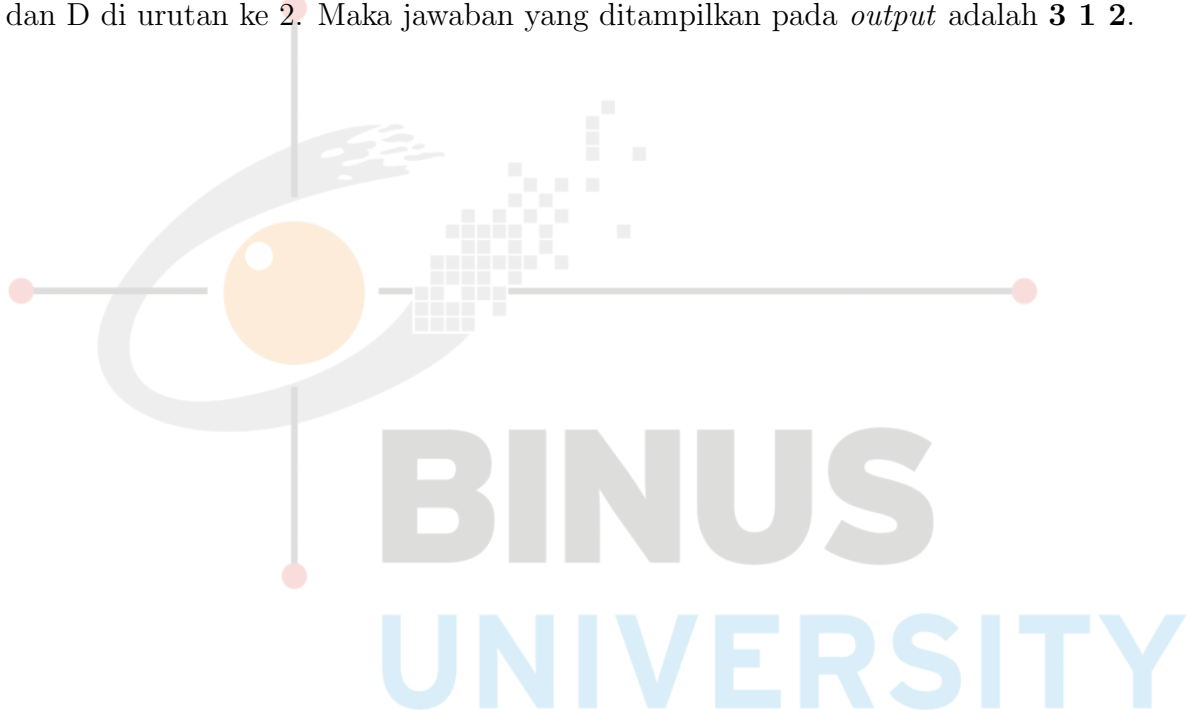 dan D di urutan ke 2. Maka jawaban yang ditampilkan pada output adalah 3 1 2.
BINUS
UNIVERSITY